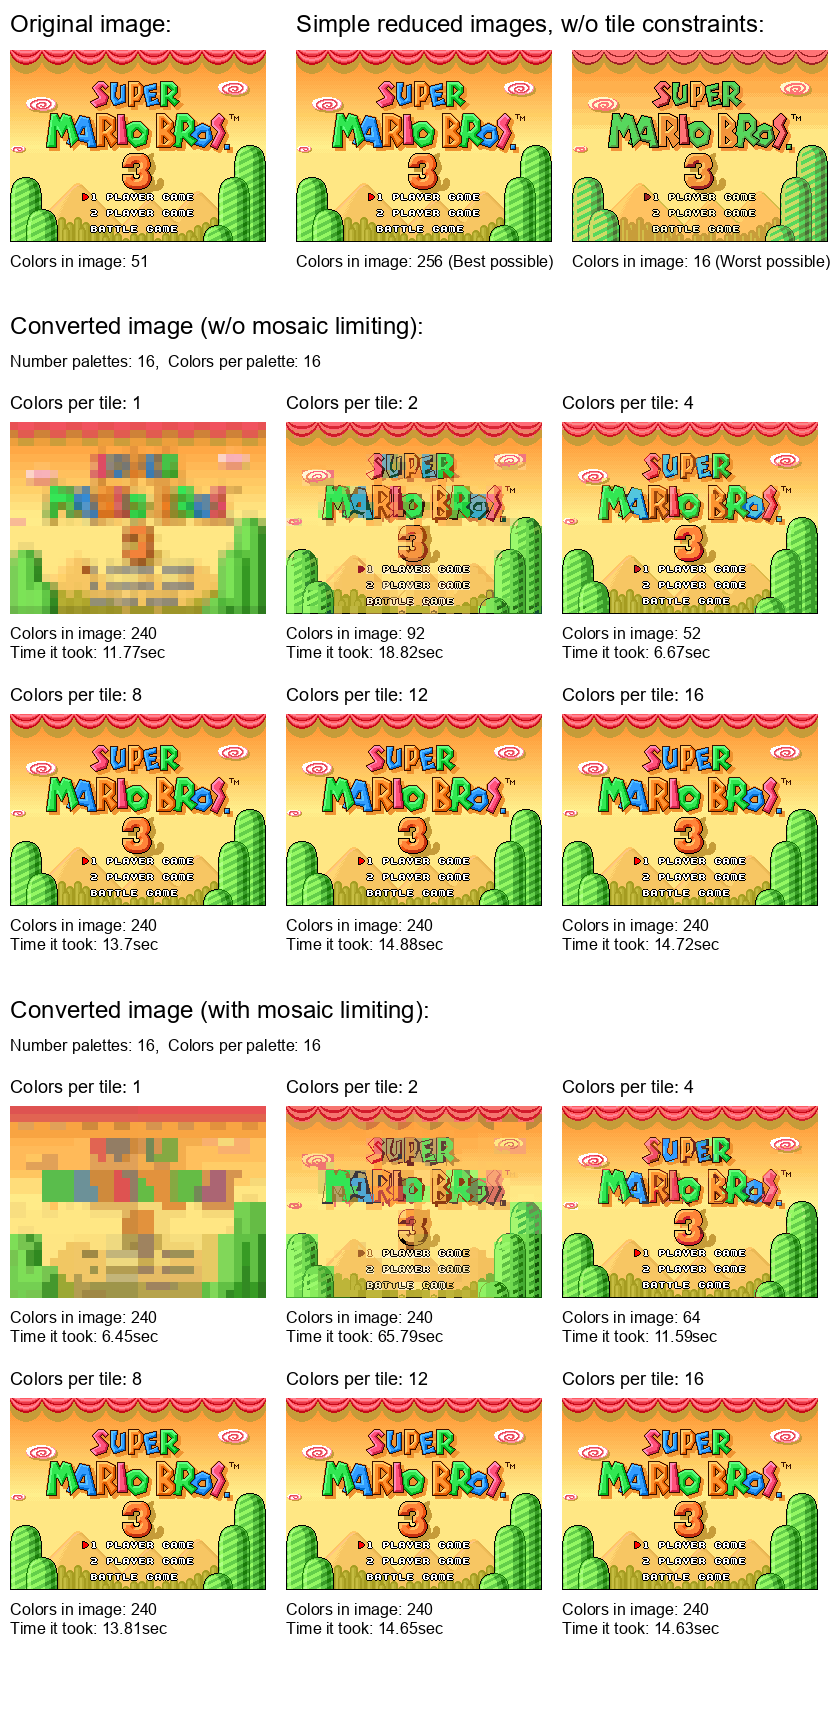 Original image:
Simple reduced images, w/o tile constraints:
SUPER
MARIO BROS.™
3
1 PLAYER GAME
2 PLAYER GAME
BATTLE GAME
SUPER
MARIO BROS.™
3
1 PLAYER GAME
2 PLAYER GAME
BATTLE GAME
SUPER
MARIO BROS.™
3
1 PLAYER GAME
2 PLAYER GAME
BATTLE GAME
Colors in image: 51
Colors in image: 256 (Best possible)
Colors in image: 16 (Worst possible)
Converted image (w/o mosaic limiting):
Number palettes: 16,  Colors per palette: 16
Colors per tile: 1
Colors per tile: 2
Colors per tile: 4
3
SUPER
MARIO BROS.™
3
1 PLAYER GAME
2 PLAYER GAME
BATTLE GAME
SUPER
MARIO BROS.™
3
1 PLAYER GAME
2 PLAYER GAME
BATTLE GAME
Colors in image: 240
Time it took: 11.77sec
Colors in image: 92
Time it took: 18.82sec
Colors in image: 52
Time it took: 6.67sec
Colors per tile: 8
Colors per tile: 12
Colors per tile: 16
SUPER
MARIO BROS.™
3
1 PLAYER GAME
2 PLAYER GAME
BATTLE GAME
SUPER
MARIO BROS.™
3
1 PLAYER GAME
2 PLAYER GAME
BATTLE GAME
SUPER
MARIO BROS.™
3
1 PLAYER GAME
2 PLAYER GAME
BATTLE GAME
Colors in image: 240
Time it took: 13.7sec
Colors in image: 240
Time it took: 14.88sec
Colors in image: 240
Time it took: 14.72sec
Converted image (with mosaic limiting):
Number palettes: 16,  Colors per palette: 16
Colors per tile: 1
Colors per tile: 2
Colors per tile: 4
SUPER
MARIO BROS.™
3
1 PLAYER GAME
2 PLAYER GAME
BATTLE GAME
SUPER
MARIO BROS.™
3
1 PLAYER GAME
2 PLAYER GAME
BATTLE GAME
Colors in image: 240
Time it took: 6.45sec
Colors in image: 240
Time it took: 65.79sec
Colors in image: 64
Time it took: 11.59sec
Colors per tile: 8
Colors per tile: 12
Colors per tile: 16
SUPER
MARIO BROS.™
3
1 PLAYER GAME
2 PLAYER GAME
BATTLE GAME
SUPER
MARIO BROS.™
3
1 PLAYER GAME
2 PLAYER GAME
BATTLE GAME
SUPER
MARIO BROS.™
3
1 PLAYER GAME
2 PLAYER GAME
BATTLE GAME
Colors in image: 240
Time it took: 13.81sec
Colors in image: 240
Time it took: 14.65sec
Colors in image: 240
Time it took: 14.63sec